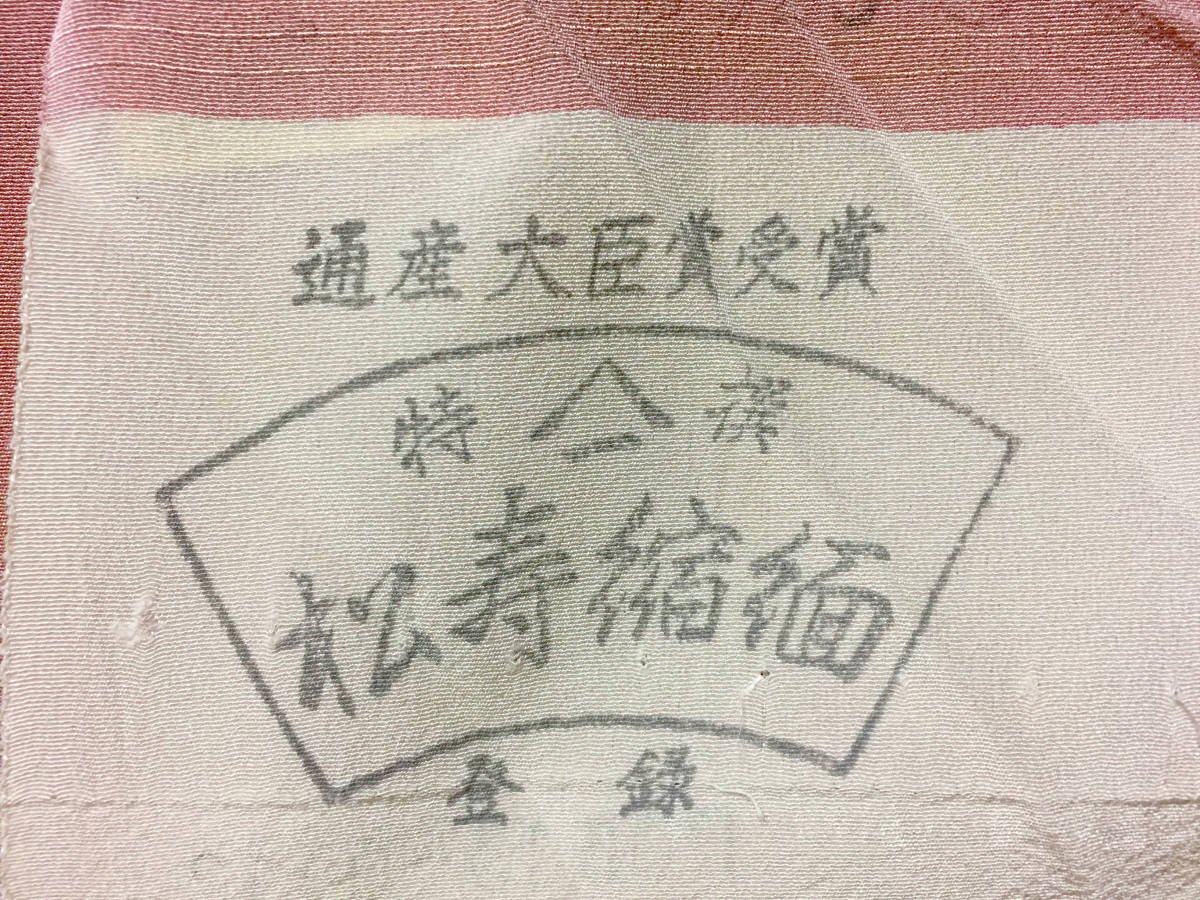 通産大臣賞受賞
特 撰
松寿縮緬
登録